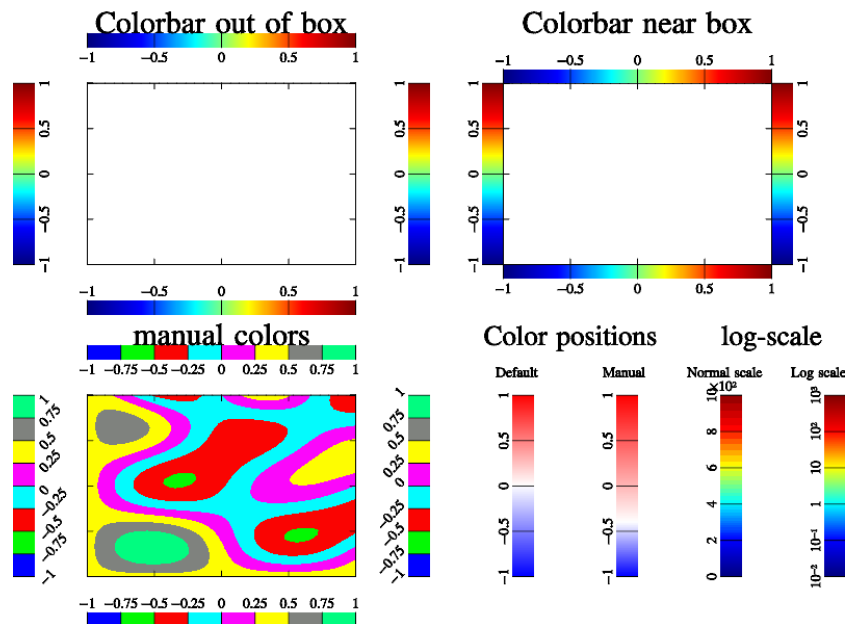 Colorbar out of box
−1 −0.5 0 0.5 1
−1 −0.5 0 0.5 1
−1 −0.5 0 0.5 1
−1 −0.5 0 0.5 1
Colorbar near box
−1 −0.5 0 0.5 1
−1 −0.5 0 0.5 1
−1 −0.5 0 0.5 1
−1 −0.5 0 0.5 1
manual colors
−1 −0.75 −0.5 −0.25 0 0.25 0.5 0.75 1
−1 −0.75 −0.5 −0.25 0 0.25 0.5 0.75 1
−1 −0.75 −0.5 −0.25 0 0.25 0.5 0.75 1
−1 −0.75 −0.5 −0.25 0 0.25 0.5 0.75 1
Color positions
Default
−1 −0.5 0 0.5 1
Manual
−1 −0.5 0 0.5 1
log-scale
Normal scale
0 2 4 6 8 10 ×10²
Log scale
10⁻² 10⁻¹ 1 10 10² 10³